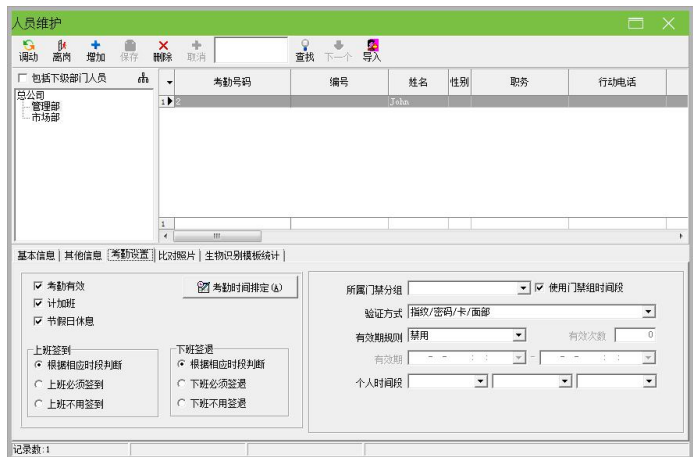 人员维护
调动 离岗 增加 保存 删除 取消 查找 下一个 导入
包括下级部门人员
考勤号码 编号 姓名 性别 职务 行动电话
总公司
管理部
市场部
1 2 John
1
基本信息 其他信息 考勤设置 比对照片 生物识别模板统计
考勤有效
计加班
节假日休息
考勤时间排定(A)
上班签到
根据相应时段判断
上班必须签到
上班不用签到
下班签退
根据相应时段判断
下班必须签退
下班不用签退
所属门禁分组 使用门禁组时间段
验证方式 指纹/密码/卡/面部
有效期规则 禁用 有效次数 0
有效期 - - : : - - - : :
个人时间段
记录数:1